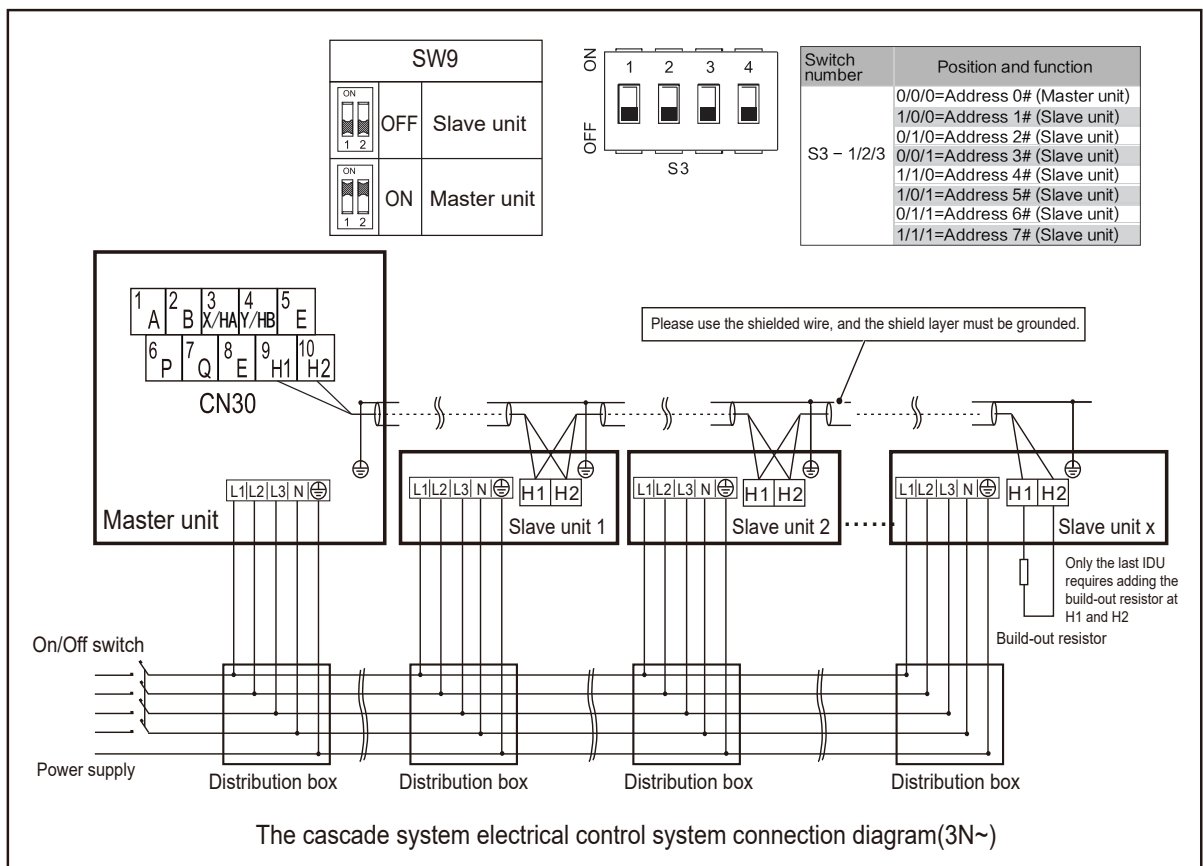 SW9
ON
1 2
OFF
Slave unit
ON
1 2
ON
Master unit
ON
OFF
1 2 3 4
S3
Switch number
Position and function
S3 – 1/2/3
0/0/0=Address 0# (Master unit)
1/0/0=Address 1# (Slave unit)
0/1/0=Address 2# (Slave unit)
0/0/1=Address 3# (Slave unit)
1/1/0=Address 4# (Slave unit)
1/0/1=Address 5# (Slave unit)
0/1/1=Address 6# (Slave unit)
1/1/1=Address 7# (Slave unit)
1 A 2 B 3 X/HA 4 Y/HB 5 E
6 P 7 Q 8 E 9 H1 10 H2
CN30
Please use the shielded wire, and the shield layer must be grounded.
L1 L2 L3 N
Master unit
L1 L2 L3 N
H1 H2
Slave unit 1
L1 L2 L3 N
H1 H2
Slave unit 2
L1 L2 L3 N
H1 H2
Slave unit x
Only the last IDU
requires adding the
build-out resistor at
H1 and H2
Build-out resistor
On/Off switch
Power supply
Distribution box
Distribution box
Distribution box
Distribution box
The cascade system electrical control system connection diagram(3N~)